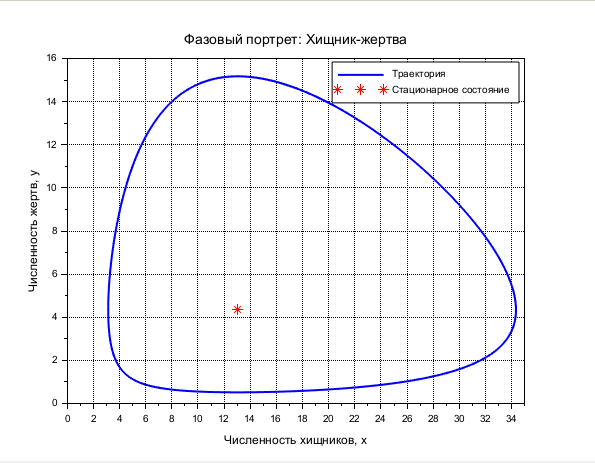 Фазовый портрет: Хищник-жертва
Траектория
Стационарное состояние
Численность жертв, y
16
14
12
10
8
6
4
2
0
0 2 4 6 8 10 12 14 16 18 20 22 24 26 28 30 32 34
Численность хищников, x